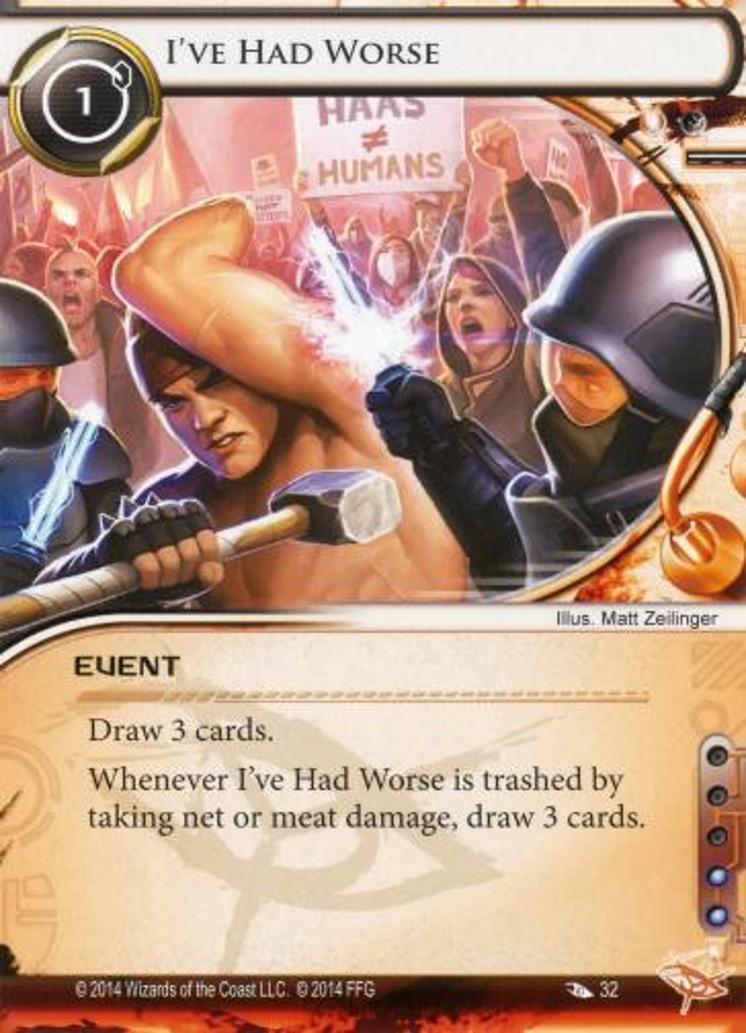 I've Had Worse
1
HAAS
≠
HUMANS
NO
Illus. Matt Zeilinger
EVENT
Draw 3 cards.
Whenever I've Had Worse is trashed by
taking net or meat damage, draw 3 cards.
© 2014 Wizards of the Coast LLC. © 2014 FFG
32